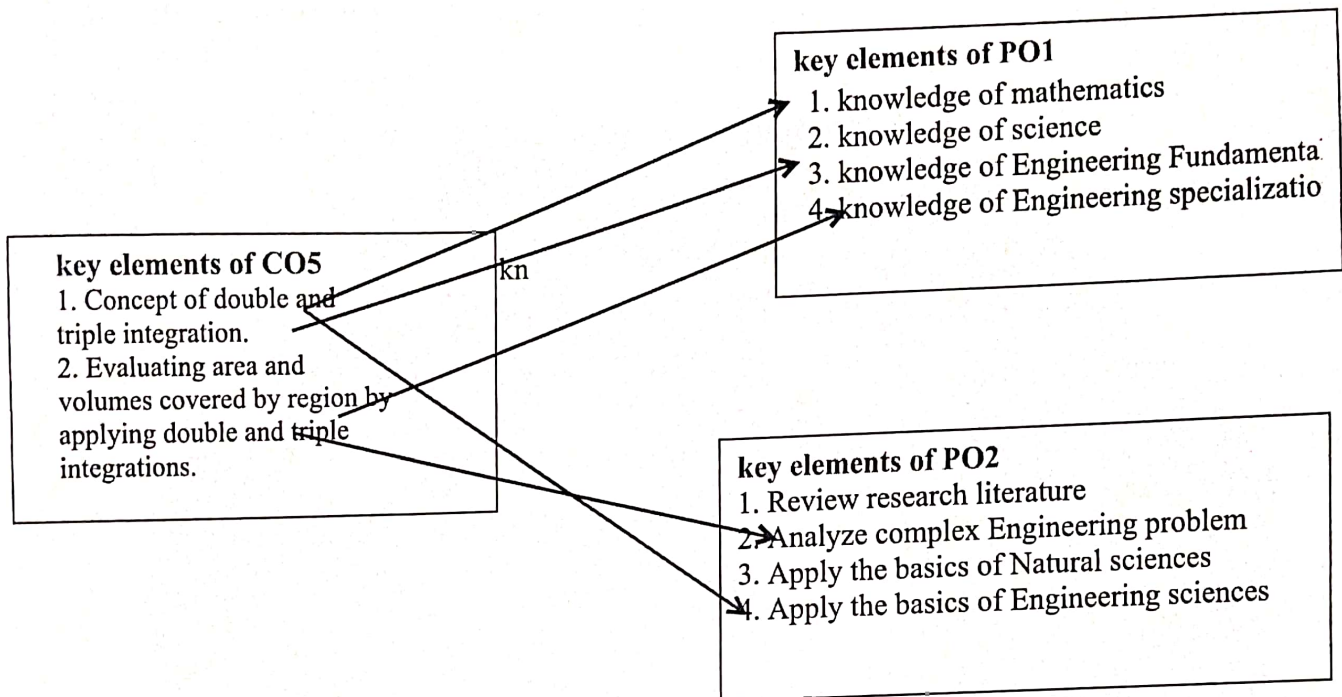 key elements of PO1
1. knowledge of mathematics
2. knowledge of science
3. knowledge of Engineering Fundamenta
4. knowledge of Engineering specializatio
key elements of CO5
1. Concept of double and
triple integration.
2. Evaluating area and
volumes covered by region by
applying double and triple
integrations.
kn
key elements of PO2
1. Review research literature
2. Analyze complex Engineering problem
3. Apply the basics of Natural sciences
4. Apply the basics of Engineering sciences